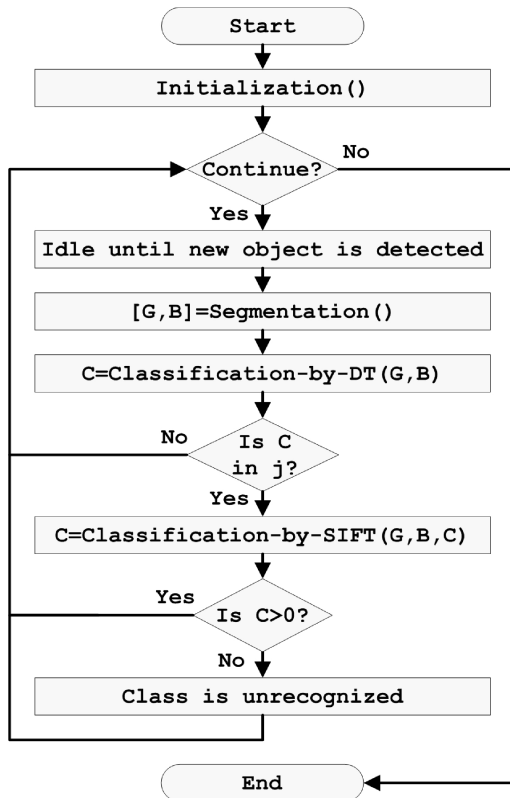 Start
Initialization()
Continue?
No
Yes
Idle until new object is detected
[G,B]=Segmentation()
C=Classification-by-DT(G,B)
No
Is C
in j?
Yes
C=Classification-by-SIFT(G,B,C)
Yes
Is C>0?
No
Class is unrecognized
End